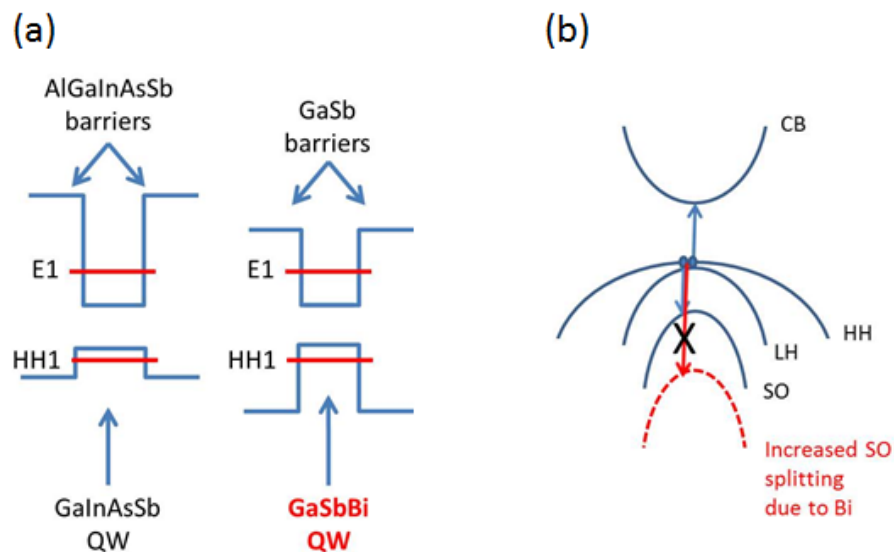 (a)
AlGaInAsSb
barriers
GaSb
barriers
E1
E1
HH1
HH1
GaInAsSb
QW
GaSbBi
QW
(b)
CB
HH
LH
SO
X
Increased SO
splitting
due to Bi